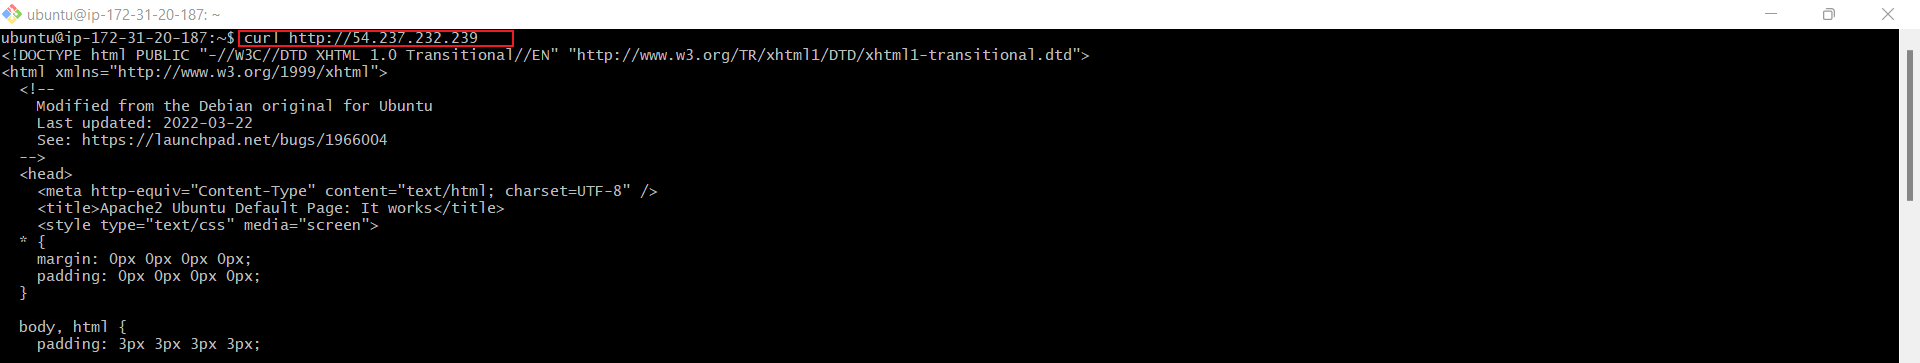 ubuntu@ip-172-31-20-187: ~
ubuntu@ip-172-31-20-187:~$ curl http://54.237.232.239
<!DOCTYPE html PUBLIC "-//W3C//DTD XHTML 1.0 Transitional//EN" "http://www.w3.org/TR/xhtml1/DTD/xhtml1-transitional.dtd">
<html xmlns="http://www.w3.org/1999/xhtml">
  <!--
    Modified from the Debian original for Ubuntu
    Last updated: 2022-03-22
    See: https://launchpad.net/bugs/1966004
  -->
  <head>
    <meta http-equiv="Content-Type" content="text/html; charset=UTF-8" />
    <title>Apache2 Ubuntu Default Page: It works</title>
    <style type="text/css" media="screen">
  * {
    margin: 0px 0px 0px 0px;
    padding: 0px 0px 0px 0px;
  }
  body, html {
    padding: 3px 3px 3px 3px;